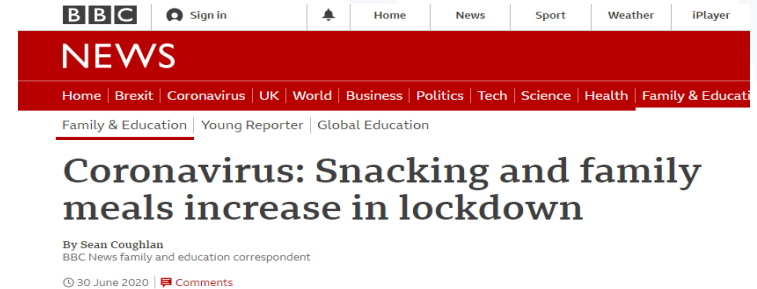 BBC Sign in Home News Sport Weather iPlayer
NEWS
Home Brexit Coronavirus UK World Business Politics Tech Science Health Family & Educati
Family & Education Young Reporter Global Education
Coronavirus: Snacking and family
meals increase in lockdown
By Sean Coughlan
BBC News family and education correspondent
30 June 2020 Comments